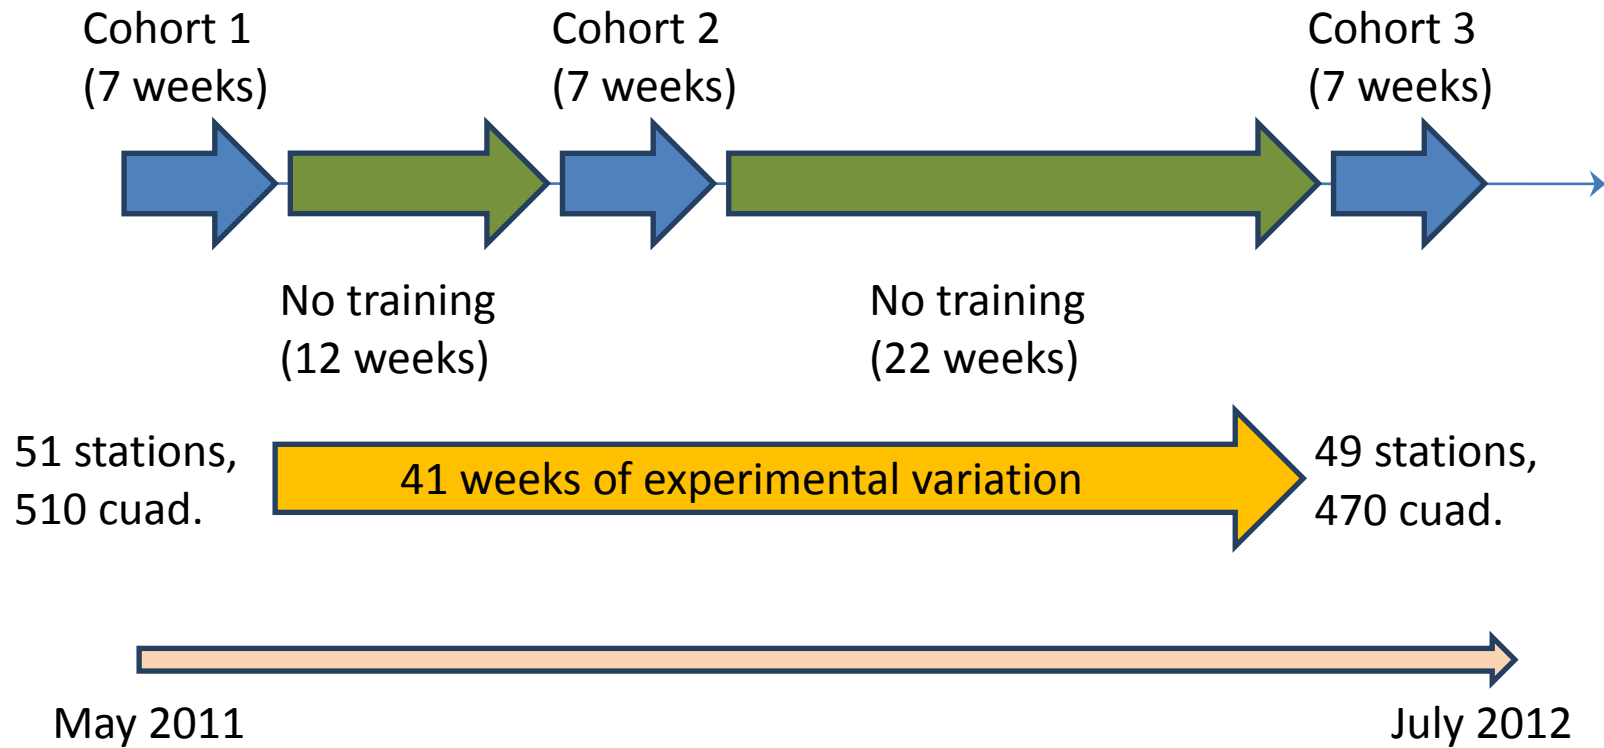 Cohort 1
(7 weeks)
Cohort 2
(7 weeks)
Cohort 3
(7 weeks)
No training
(12 weeks)
No training
(22 weeks)
51 stations,
510 cuad.
41 weeks of experimental variation
49 stations,
470 cuad.
May 2011
July 2012